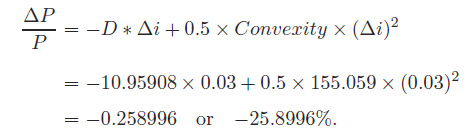 ΔP/P = −D * Δi + 0.5 × Convexity × (Δi)²
= −10.95908 × 0.03 + 0.5 × 155.059 × (0.03)²
= −0.258996 or −25.8996%.